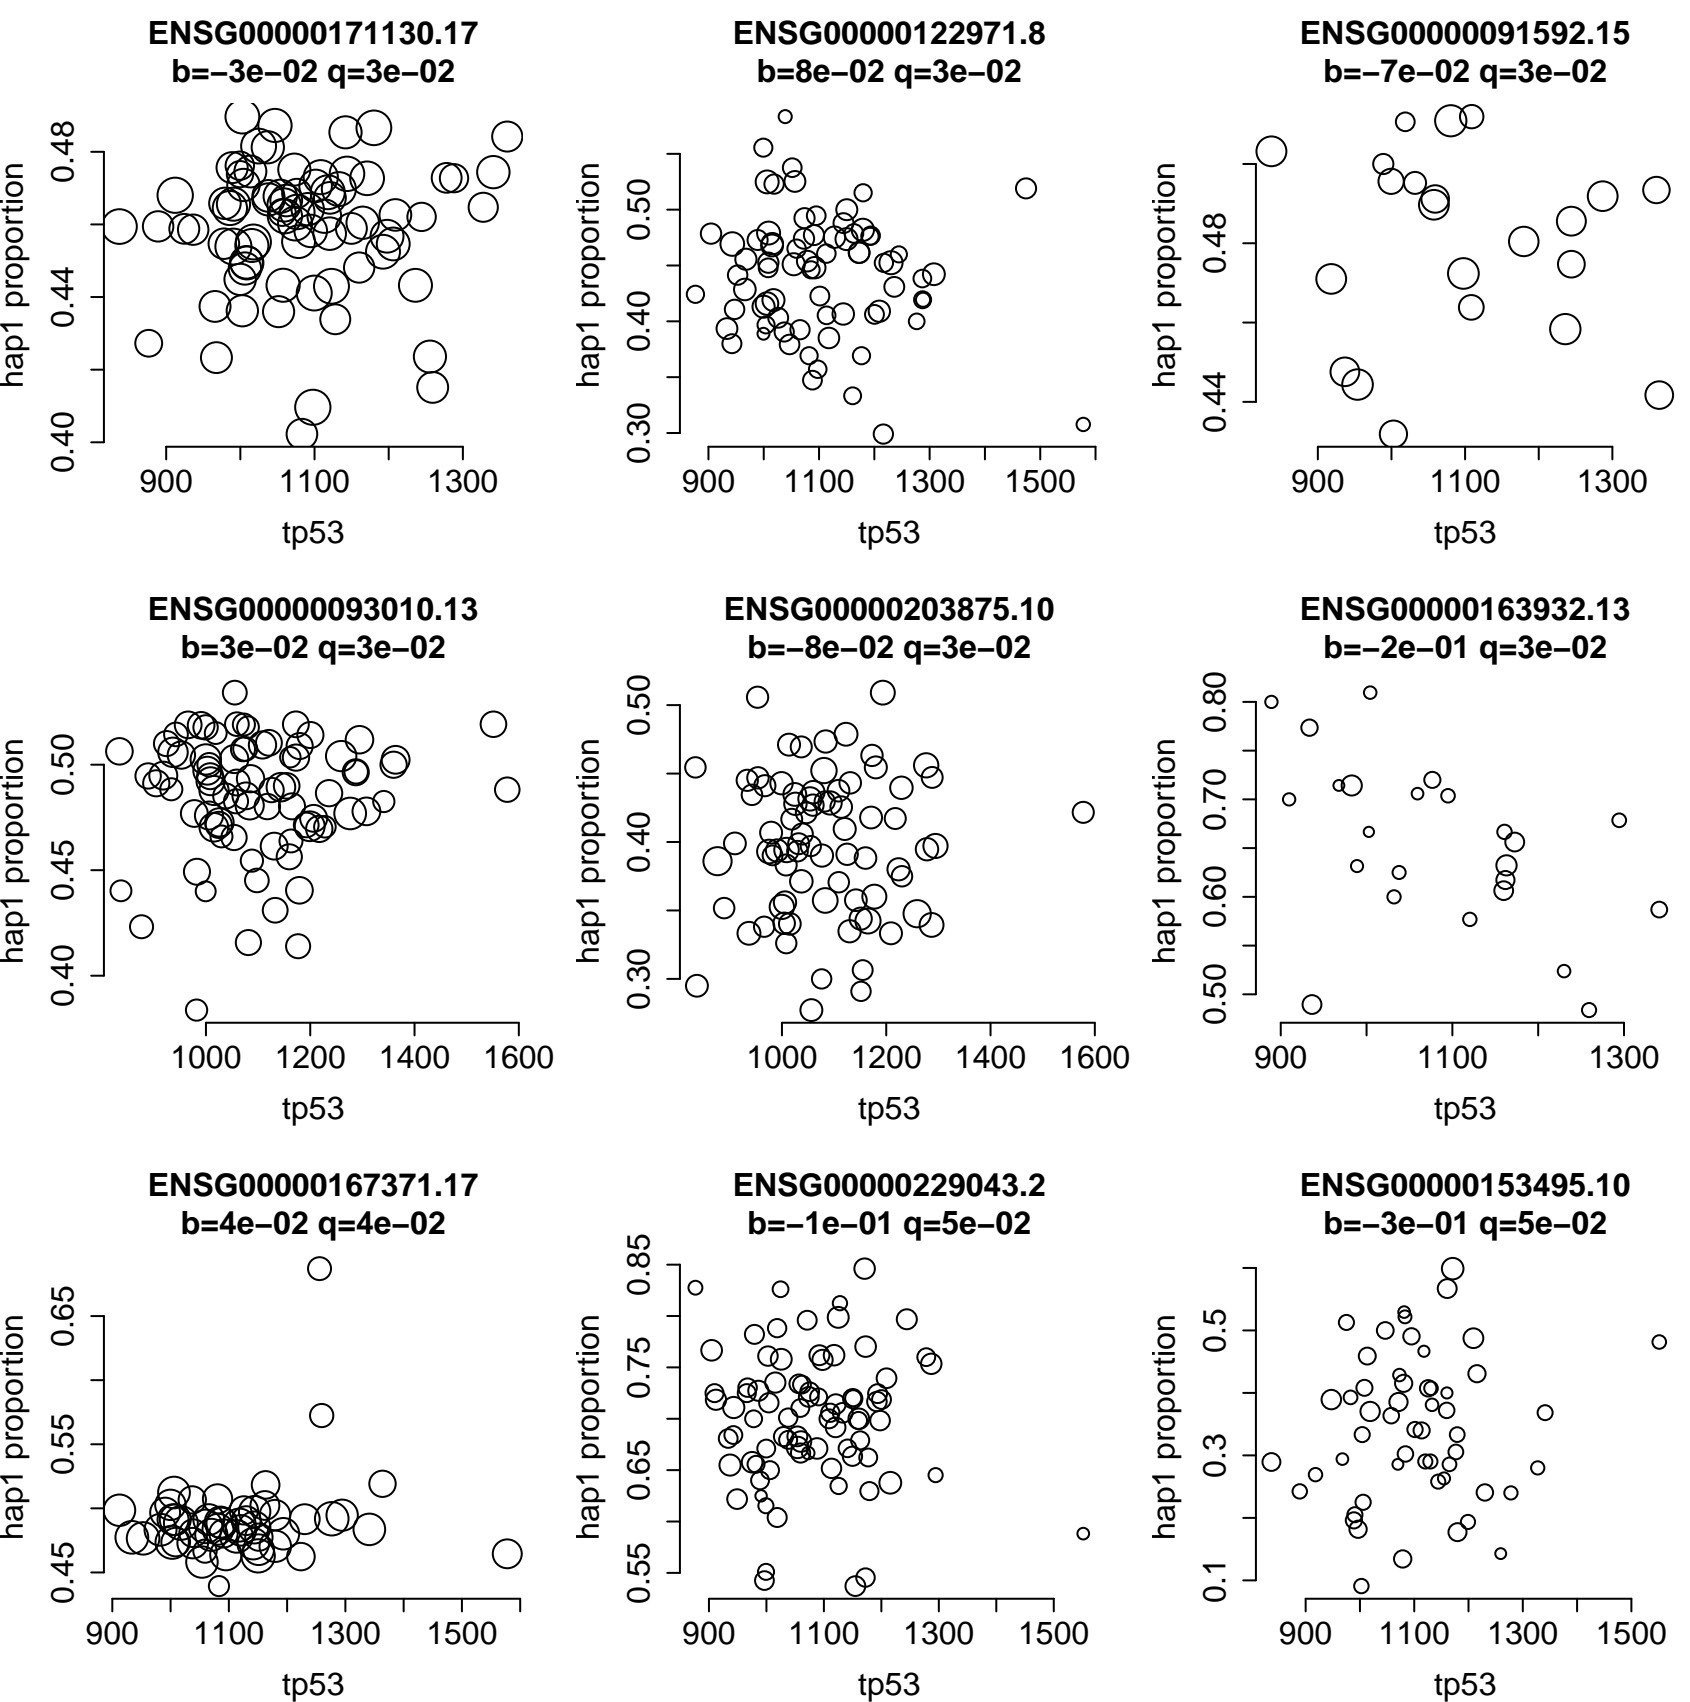 ENSG00000171130.17
b=−3e−02 q=3e−02
hap1 proportion
0.48
0.44
0.40
900 1100 1300
tp53
ENSG00000122971.8
b=8e−02 q=3e−02
hap1 proportion
0.50
0.40
0.30
900 1100 1300 1500
tp53
ENSG00000091592.15
b=−7e−02 q=3e−02
hap1 proportion
0.48
0.44
900 1100 1300
tp53
ENSG00000093010.13
b=3e−02 q=3e−02
hap1 proportion
0.50
0.45
0.40
1000 1200 1400 1600
tp53
ENSG00000203875.10
b=−8e−02 q=3e−02
hap1 proportion
0.50
0.40
0.30
1000 1200 1400 1600
tp53
ENSG00000163932.13
b=−2e−01 q=3e−02
hap1 proportion
0.80
0.70
0.60
0.50
900 1100 1300
tp53
ENSG00000167371.17
b=4e−02 q=4e−02
hap1 proportion
0.65
0.55
0.45
900 1100 1300 1500
tp53
ENSG00000229043.2
b=−1e−01 q=5e−02
hap1 proportion
0.85
0.75
0.65
0.55
900 1100 1300 1500
tp53
ENSG00000153495.10
b=−3e−01 q=5e−02
hap1 proportion
0.5
0.3
0.1
900 1100 1300 1500
tp53